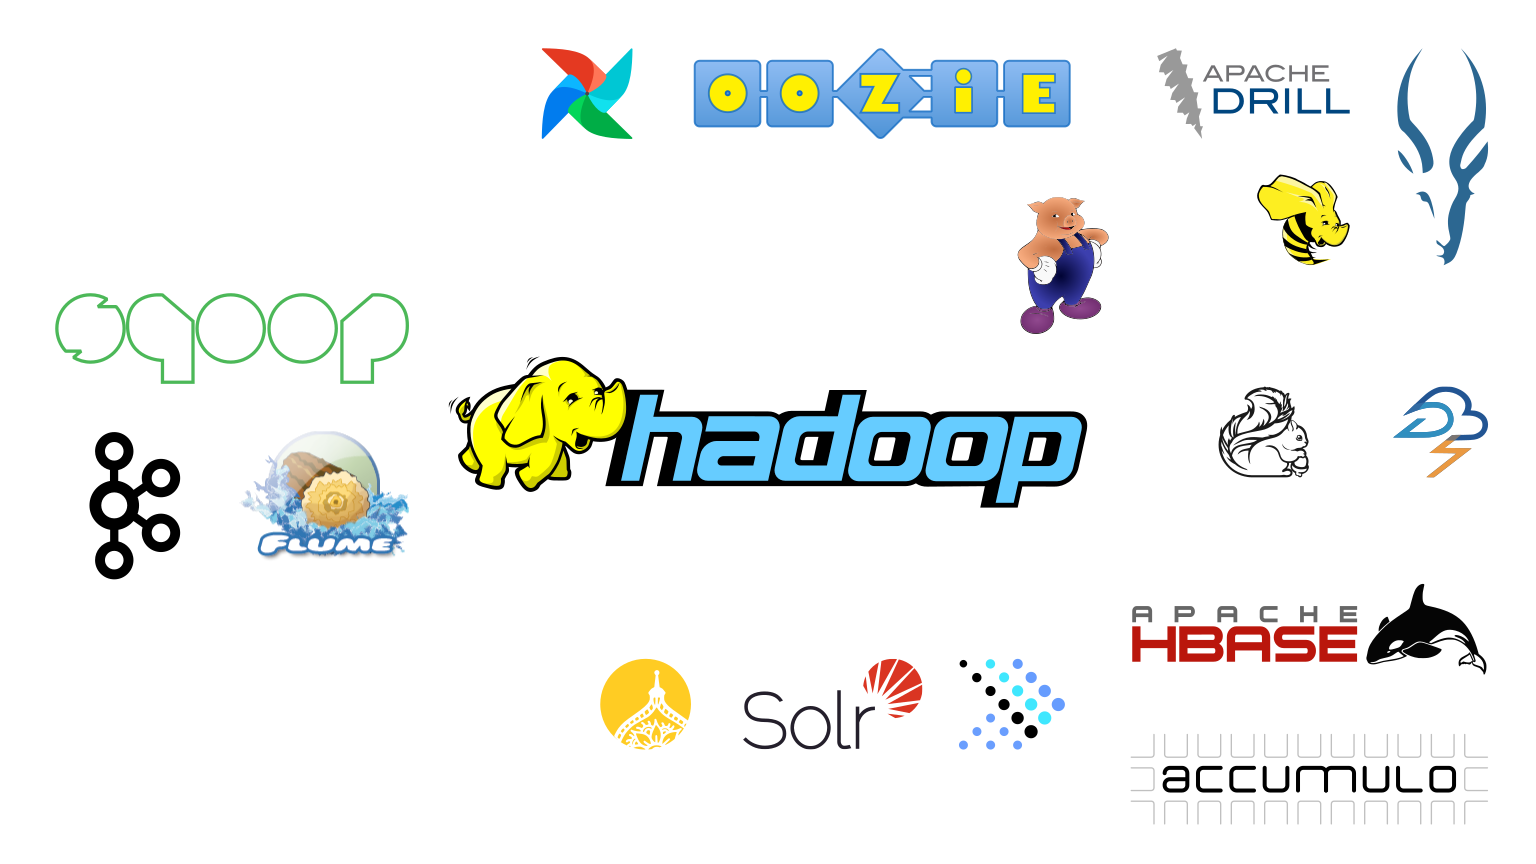 OOZiE
APACHE
DRILL
sqoop
hadoop
FLUME
APACHE
HBASE
Solr
accumulo